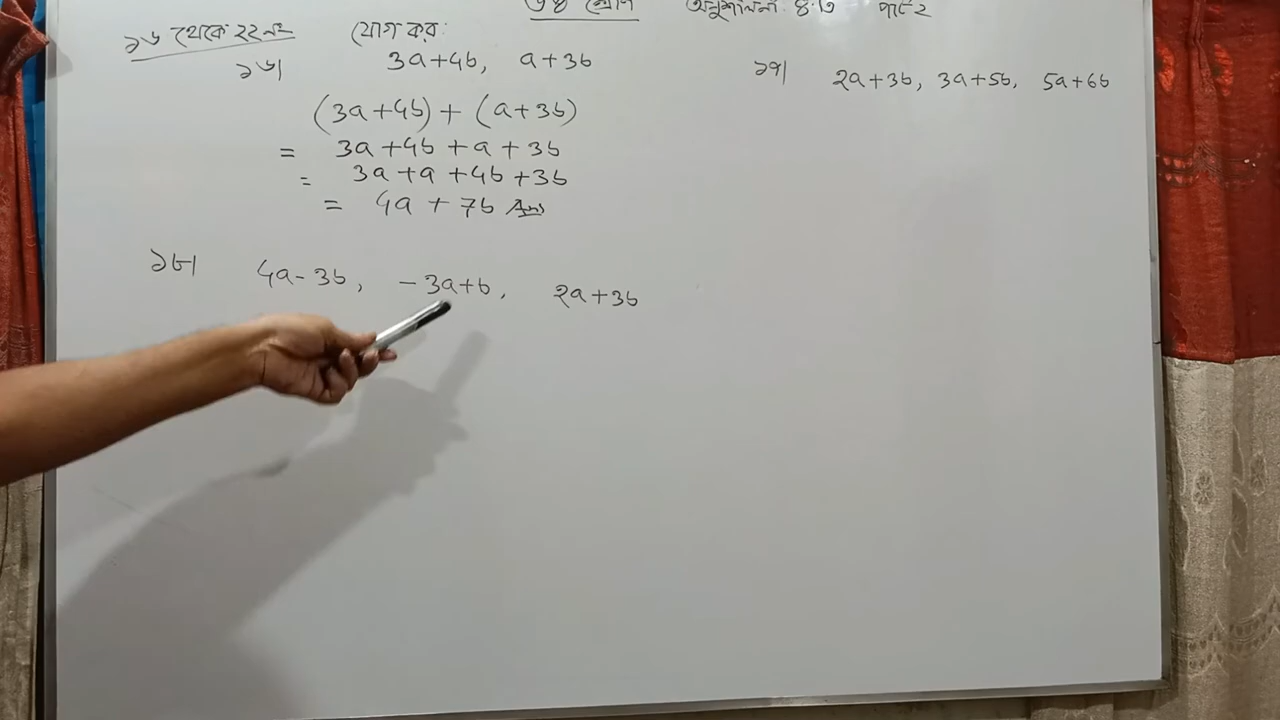 ৬ষ্ঠ শ্রেণি অনুশীলনী: ৪.৩ পার্ট-২
১৬ থেকে ২২নং যোগ কর:
১৬। 3a+4b, a+3b
(3a+4b) + (a+3b)
= 3a+4b +a + 3b
= 3a +a +4b +3b
= 4a + 7b Ans
১৭। 2a+3b, 3a+5b, 5a+6b
১৮। 4a-3b, -3a+b, 2a+3b